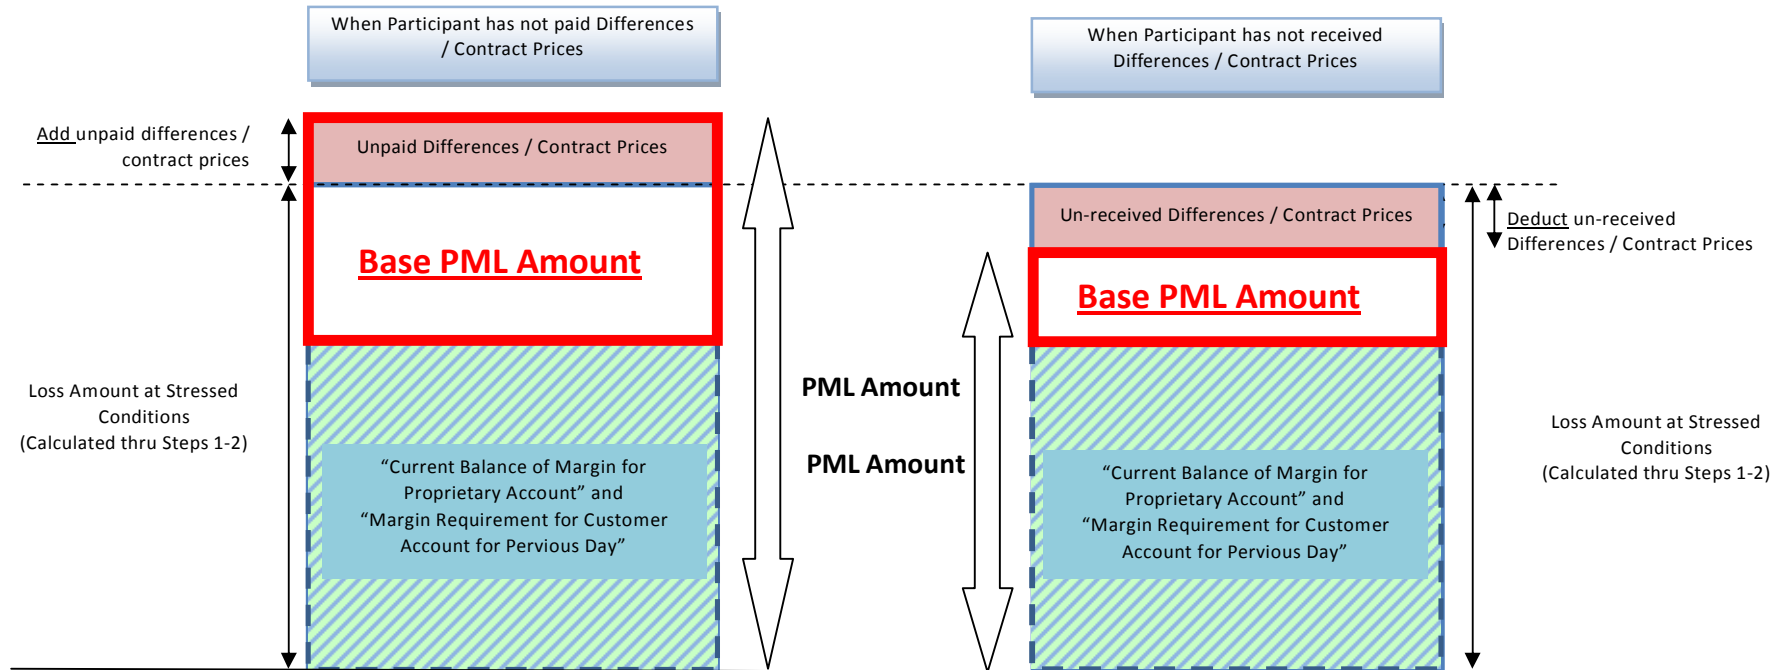 When Participant has not paid Differences
/ Contract Prices
When Participant has not received
Differences / Contract Prices
Add unpaid differences /
contract prices
Unpaid Differences / Contract Prices
Un-received Differences / Contract Prices
Deduct un-received
Differences / Contract Prices
Base PML Amount
Base PML Amount
Loss Amount at Stressed
Conditions
(Calculated thru Steps 1-2)
PML Amount
PML Amount
Loss Amount at Stressed
Conditions
(Calculated thru Steps 1-2)
“Current Balance of Margin for
Proprietary Account” and
“Margin Requirement for Customer
Account for Pervious Day”
“Current Balance of Margin for
Proprietary Account” and
“Margin Requirement for Customer
Account for Pervious Day”